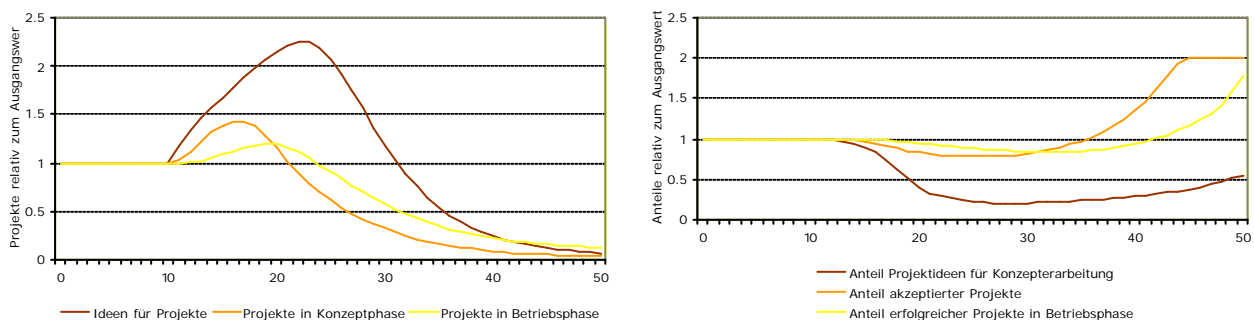 Projekte relativ zum Ausgangswer
2.5
2
1.5
1
0.5
0
0 10 20 30 40 50
Ideen für Projekte Projekte in Konzeptphase Projekte in Betriebsphase
Anteile relativ zum Ausgangswert
2.5
2
1.5
1
0.5
0
0 10 20 30 40 50
Anteil Projektideen für Konzepterarbeitung
Anteil akzeptierter Projekte
Anteil erfolgreicher Projekte in Betriebsphase